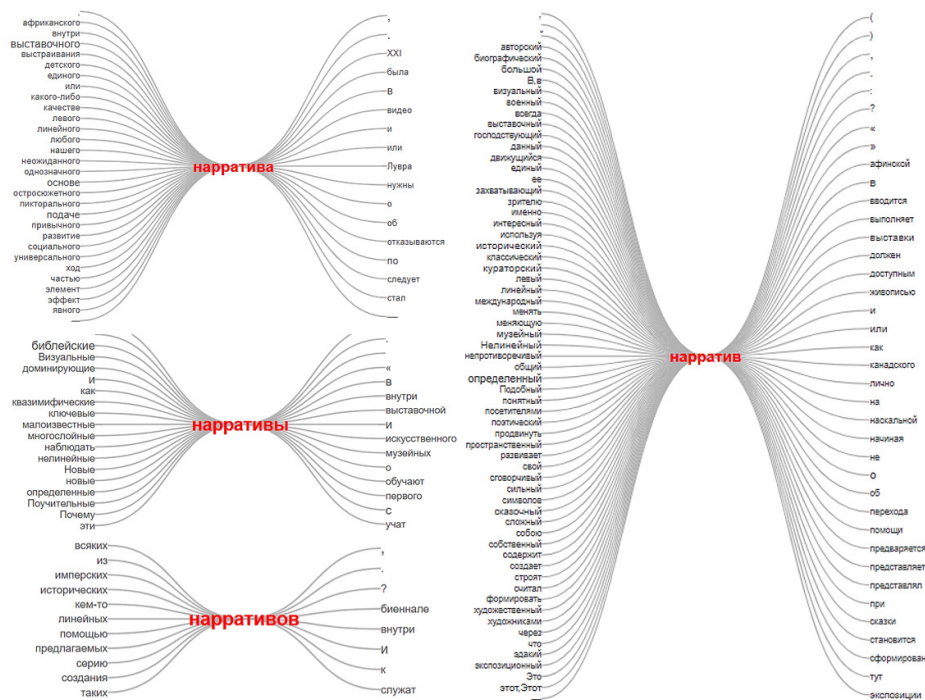 .
африканского
внутри
выставочного
выстраивания
детского
единого
или
какого-либо
качестве
левого
линейного
любого
нашего
неожиданного
однозначного
основе
остросюжетного
пикторального
подаче
привычного
развитие
социального
универсального
ход
частью
элемент
эффект
явного
—
нарратива
,
.
XXI
была
в
видео
и
или
Лувра
нужны
о
об
отказываются
по
следует
стал
—
библейские
Визуальные
доминирующие
и
как
квазимифические
ключевые
малоизвестные
многослойные
наблюдать
нелинейные
Новые
новые
определенные
Поучительные
Почему
эти
нарративы
.
«
в
внутри
выставочной
и
искусственного
музейных
о
обучают
первого
с
учат
всяких
из
имперских
исторических
кем-то
линейных
помощью
предлагаемых
серию
создания
таких
нарративов
,
.
?
биеннале
внутри
и
к
служат
,
авторский
биографический
большой
В,в
визуальный
военный
всегда
выставочный
господствующий
данный
движущийся
единый
ее
захватывающий
зрителю
именно
интересный
используя
исторический
классический
кураторский
левый
линейный
международный
менять
меняющую
музейный
Нелинейный
непротиворечивый
общий
определенный
Подобный
понятный
посетителями
поэтический
продвинуть
пространственный
развивает
свой
сговорчивый
сильный
символов
сказочный
сложный
собою
собственный
содержит
создает
строят
считал
формировать
художественный
художниками
через
что
эдакий
экспозиционный
Это
этот,Этот
—
нарратив
(
)
,
.
:
?
«
»
афинской
в
вводится
выполняет
выставки
должен
доступным
живописью
и
или
как
канадского
лично
на
наскальной
начиная
не
о
об
перехода
помощи
предваряется
представляет
представлял
при
сказки
становится
сформирован
тут
экспозиции